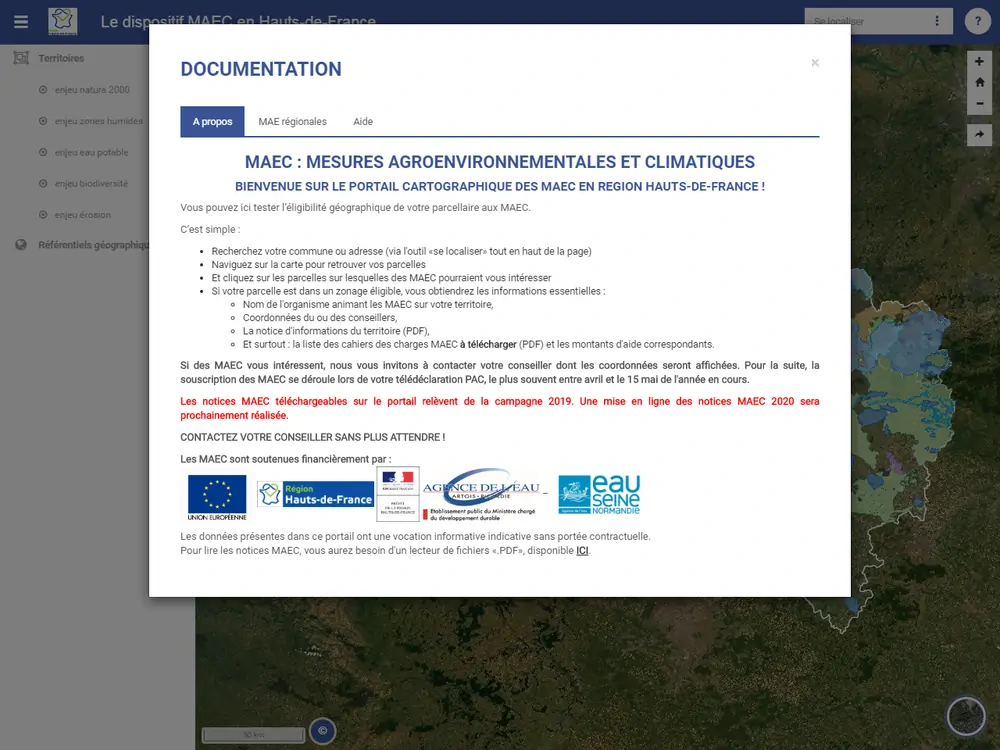 Le dispositif MAEC en Hauts-de-France
Se localiser
?
Territoires
enjeu natura 2000
enjeu zones humides
enjeu eau potable
enjeu biodiversité
enjeu érosion
Référentiels géographiqu
DOCUMENTATION
×
A propos
MAE régionales
Aide
MAEC : MESURES AGROENVIRONNEMENTALES ET CLIMATIQUES
BIENVENUE SUR LE PORTAIL CARTOGRAPHIQUE DES MAEC EN REGION HAUTS-DE-FRANCE !
Vous pouvez ici tester l'éligibilité géographique de votre parcellaire aux MAEC.
C'est simple :
Recherchez votre commune ou adresse (via l'outil «se localiser» tout en haut de la page)
Naviguez sur la carte pour retrouver vos parcelles
Et cliquez sur les parcelles sur lesquelles des MAEC pourraient vous intéresser
Si votre parcelle est dans un zonage éligible, vous obtiendrez les informations essentielles :
Nom de l'organisme animant les MAEC sur votre territoire,
Coordonnées du ou des conseillers,
La notice d'informations du territoire (PDF),
Et surtout : la liste des cahiers des charges MAEC à télécharger (PDF) et les montants d'aide correspondants.
Si des MAEC vous intéressent, nous vous invitons à contacter votre conseiller dont les coordonnées seront affichées. Pour la suite, la
souscription des MAEC se déroule lors de votre télédéclaration PAC, le plus souvent entre avril et le 15 mai de l'année en cours.
Les notices MAEC téléchargeables sur le portail relèvent de la campagne 2019. Une mise en ligne des notices MAEC 2020 sera
prochainement réalisée.
CONTACTEZ VOTRE CONSEILLER SANS PLUS ATTENDRE !
Les MAEC sont soutenues financièrement par :
UNION EUROPÉENNE
Région
Hauts-de-France
PRÉFET
DE LA RÉGION
HAUTS-DE-FRANCE
AGENCE DE L'EAU
ARTOIS-PICARDIE
Etablissement public du Ministère chargé
du développement durable
eau
SEINE
NORMANDIE
Les données présentes dans ce portail ont une vocation informative indicative sans portée contractuelle.
Pour lire les notices MAEC, vous aurez besoin d'un lecteur de fichiers «.PDF», disponible ICI.
50 km
©